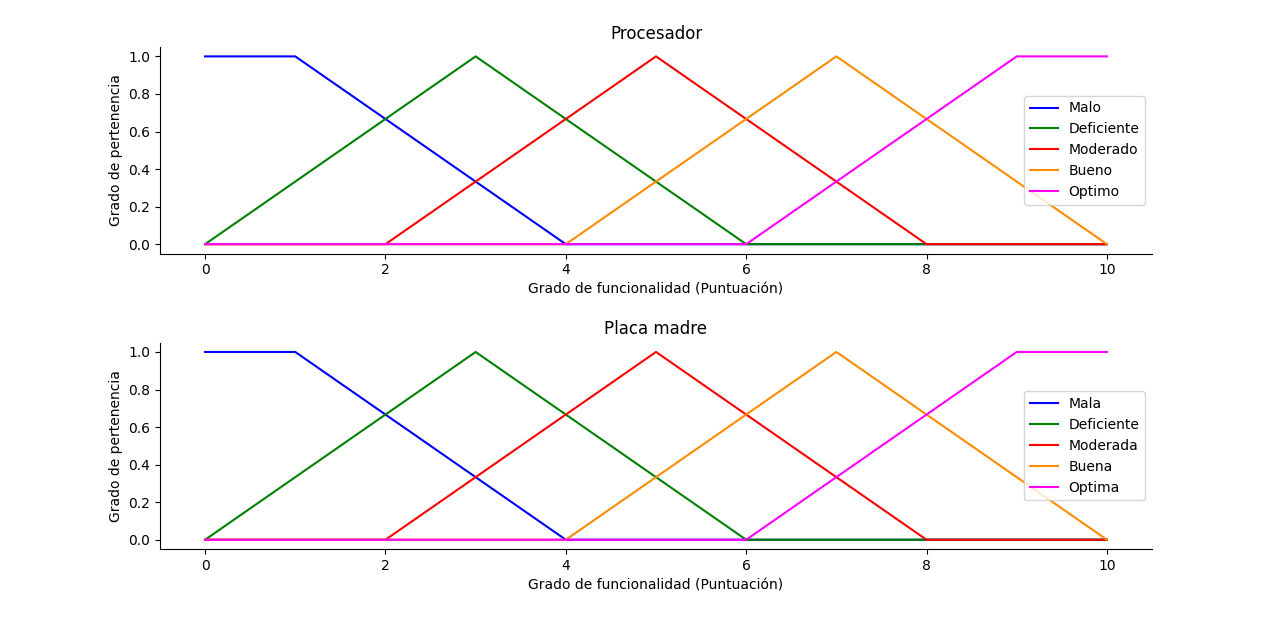 Procesador
Grado de pertenencia
1.0
0.8
0.6
0.4
0.2
0.0
Malo
Deficiente
Moderado
Bueno
Optimo
0 2 4 6 8 10
Grado de funcionalidad (Puntuación)
Placa madre
Grado de pertenencia
1.0
0.8
0.6
0.4
0.2
0.0
Mala
Deficiente
Moderada
Buena
Optima
0 2 4 6 8 10
Grado de funcionalidad (Puntuación)